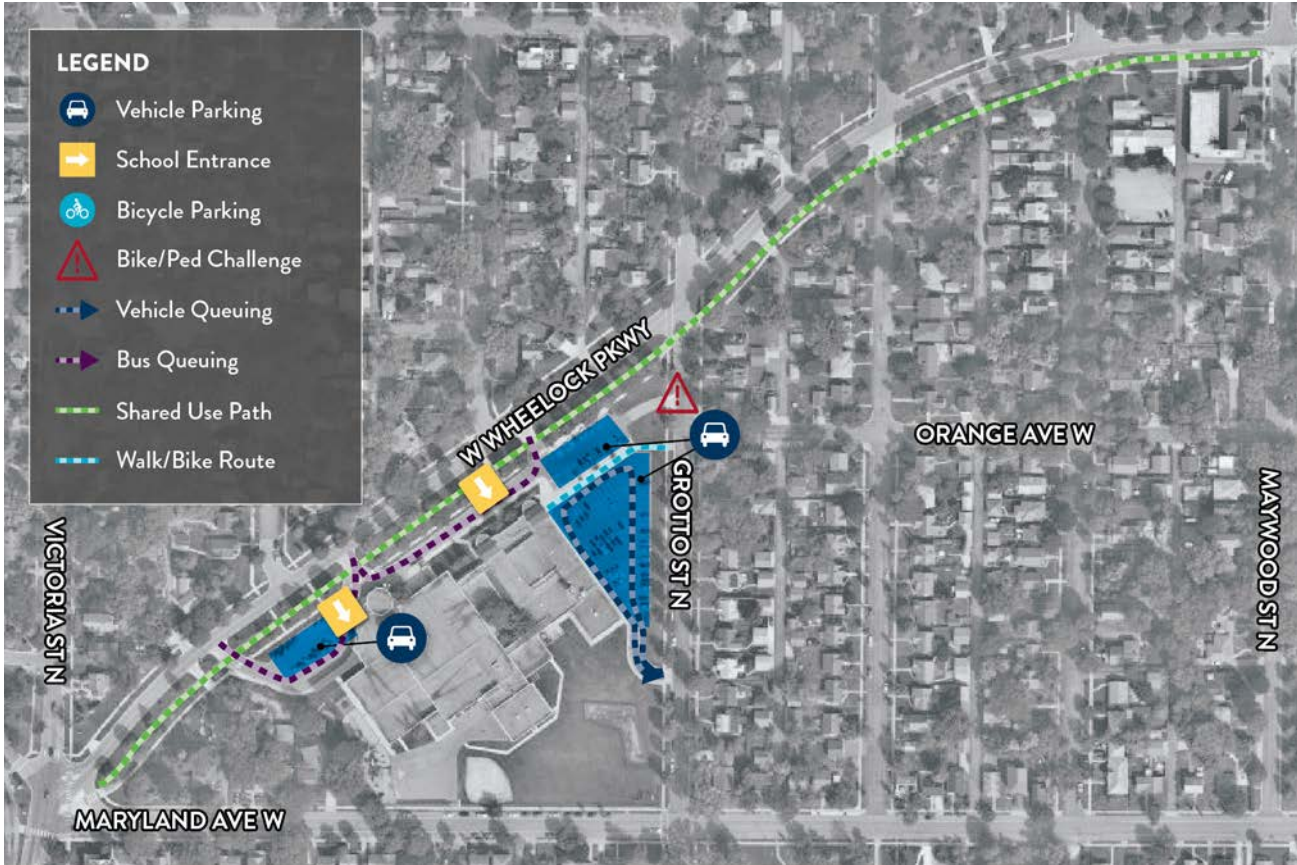 LEGEND
Vehicle Parking
School Entrance
Bicycle Parking
Bike/Ped Challenge
Vehicle Queuing
Bus Queuing
Shared Use Path
Walk/Bike Route
W WHEELOCK PKWY
ORANGE AVE W
GROTTO ST N
MAYWOOD ST N
VICTORIA ST N
MARYLAND AVE W